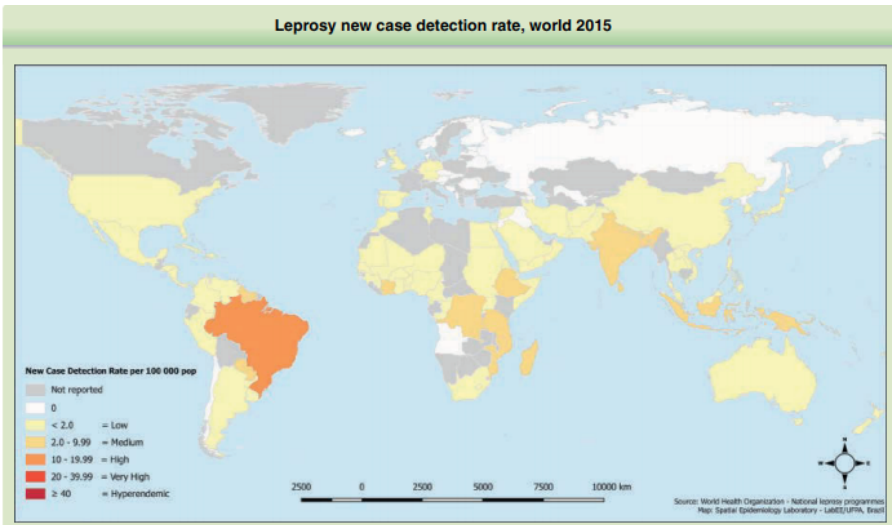 Leprosy new case detection rate, world 2015
New Case Detection Rate per 100 000 pop
Not reported
0
< 2.0 = Low
2.0 - 9.99 = Medium
10 - 19.99 = High
20 - 39.99 = Very High
≥ 40 = Hyperendemic
2500 0 2500 5000 7500 10000 km
N
W E
S
Source: World Health Organization - National leprosy programmes
Map: Spatial Epidemiology Laboratory - LabEE/UFPA, Brazil